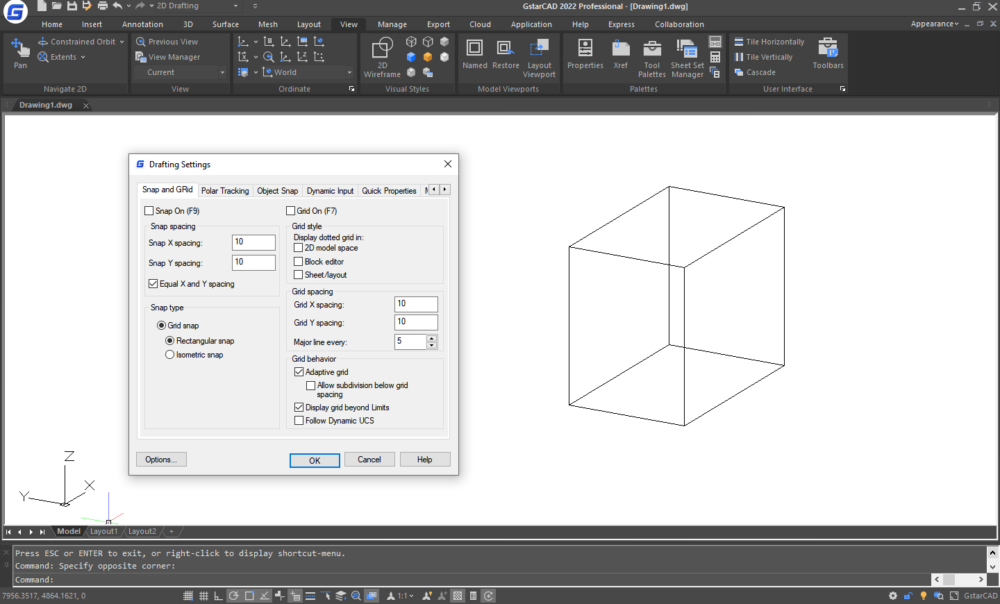 2D Drafting
GstarCAD 2022 Professional - [Drawing1.dwg]
Home Insert Annotation 3D Surface Mesh Layout View Manage Export Cloud Application Help Express Collaboration Appearance
Pan
Constrained Orbit
Extents
Navigate 2D
Previous View
View Manager
Current
View
World
Ordinate
2D
Wireframe
Visual Styles
Named
Restore
Layout
Viewport
Model Viewports
Properties
Xref
Tool
Palettes
Sheet Set
Manager
CMD
Palettes
Tile Horizontally
Tile Vertically
Cascade
Toolbars
User Interface
Drawing1.dwg
Drafting Settings
Snap and GRid Polar Tracking Object Snap Dynamic Input Quick Properties
Snap On (F9)
Snap spacing
Snap X spacing: 10
Snap Y spacing: 10
Equal X and Y spacing
Snap type
Grid snap
Rectangular snap
Isometric snap
Grid On (F7)
Grid style
Display dotted grid in:
2D model space
Block editor
Sheet/layout
Grid spacing
Grid X spacing: 10
Grid Y spacing: 10
Major line every: 5
Grid behavior
Adaptive grid
Allow subdivision below grid
spacing
Display grid beyond Limits
Follow Dynamic UCS
Options... OK Cancel Help
Z
X
Y
Model Layout1 Layout2 +
Press ESC or ENTER to exit, or right-click to display shortcut-menu.
Command: Specify opposite corner:
Command:
7956.3517, 4864.1621, 0
1:1
GstarCAD